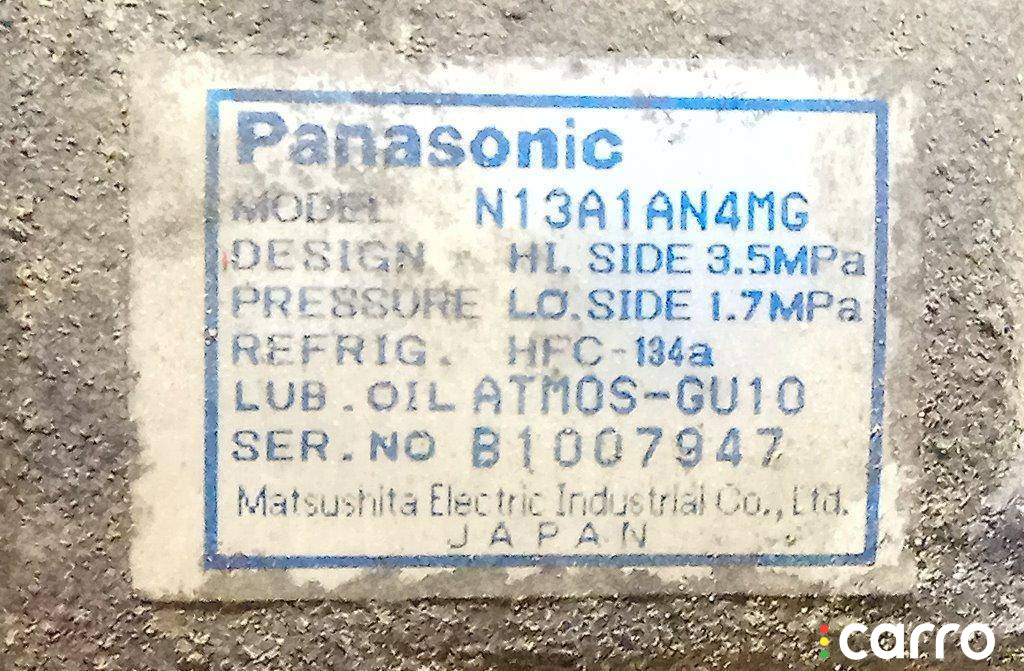 Panasonic
MODEL N13A1AN4MG
DESIGN HI. SIDE 3.5MPa
PRESSURE LO.SIDE 1.7MPa
REFRIG. HFC-134a
LUB.OIL ATMOS-GU10
SER.NO B1007947
Matsushita Electric Industrial Co., Ltd.
JAPAN
carro